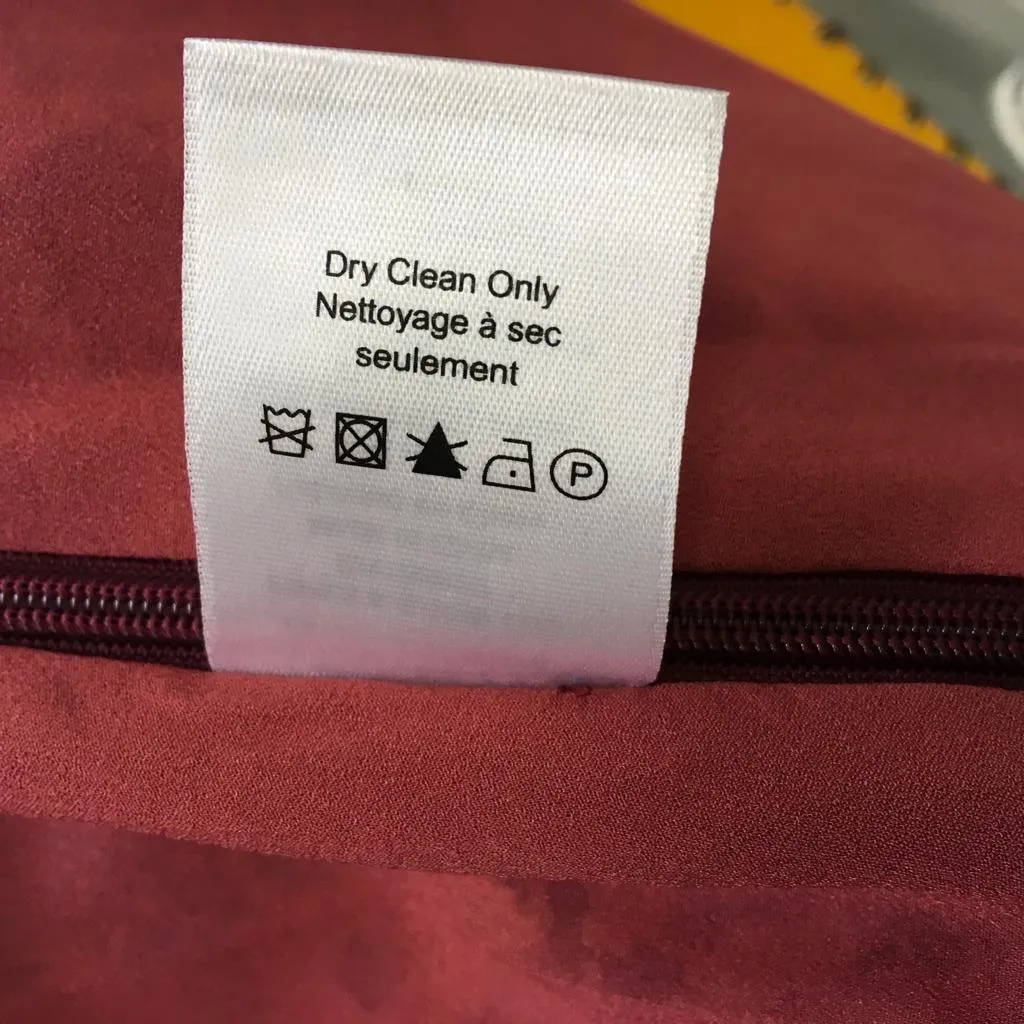 Dry Clean Only
Nettoyage à sec
seulement
P